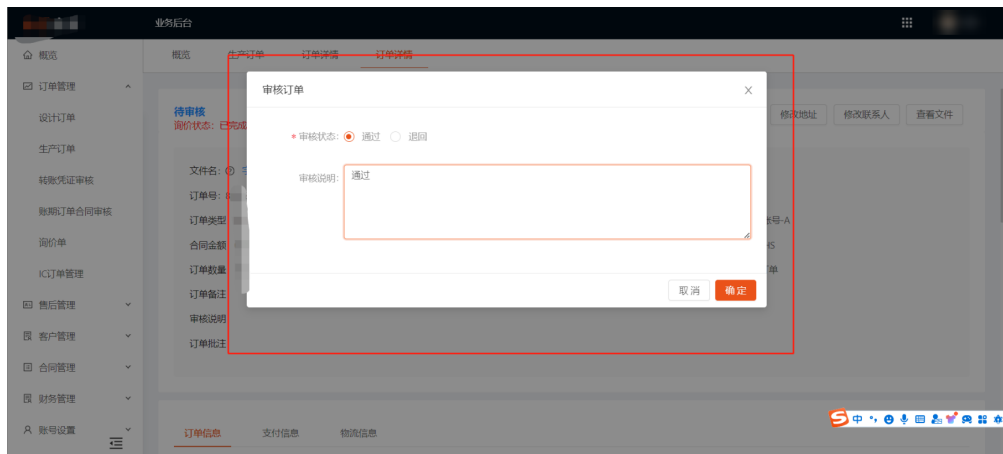 业务后台
概览
概览 生产订单 订单详情 订单详情
订单管理
审核订单
设计订单
待审核
询价状态：已完成
修改地址 修改联系人 查看文件
* 审核状态: 通过 退回
生产订单
文件名:
审核说明: 通过
转账凭证审核
订单号:
账期订单合同审核
订单类型
账号-A
询价单
合同金额
IC订单管理
订单数量
单
取消 确定
订单备注
售后管理
审核说明
客户管理
订单批注
合同管理
财务管理
账号设置
订单信息 支付信息 物流信息
中